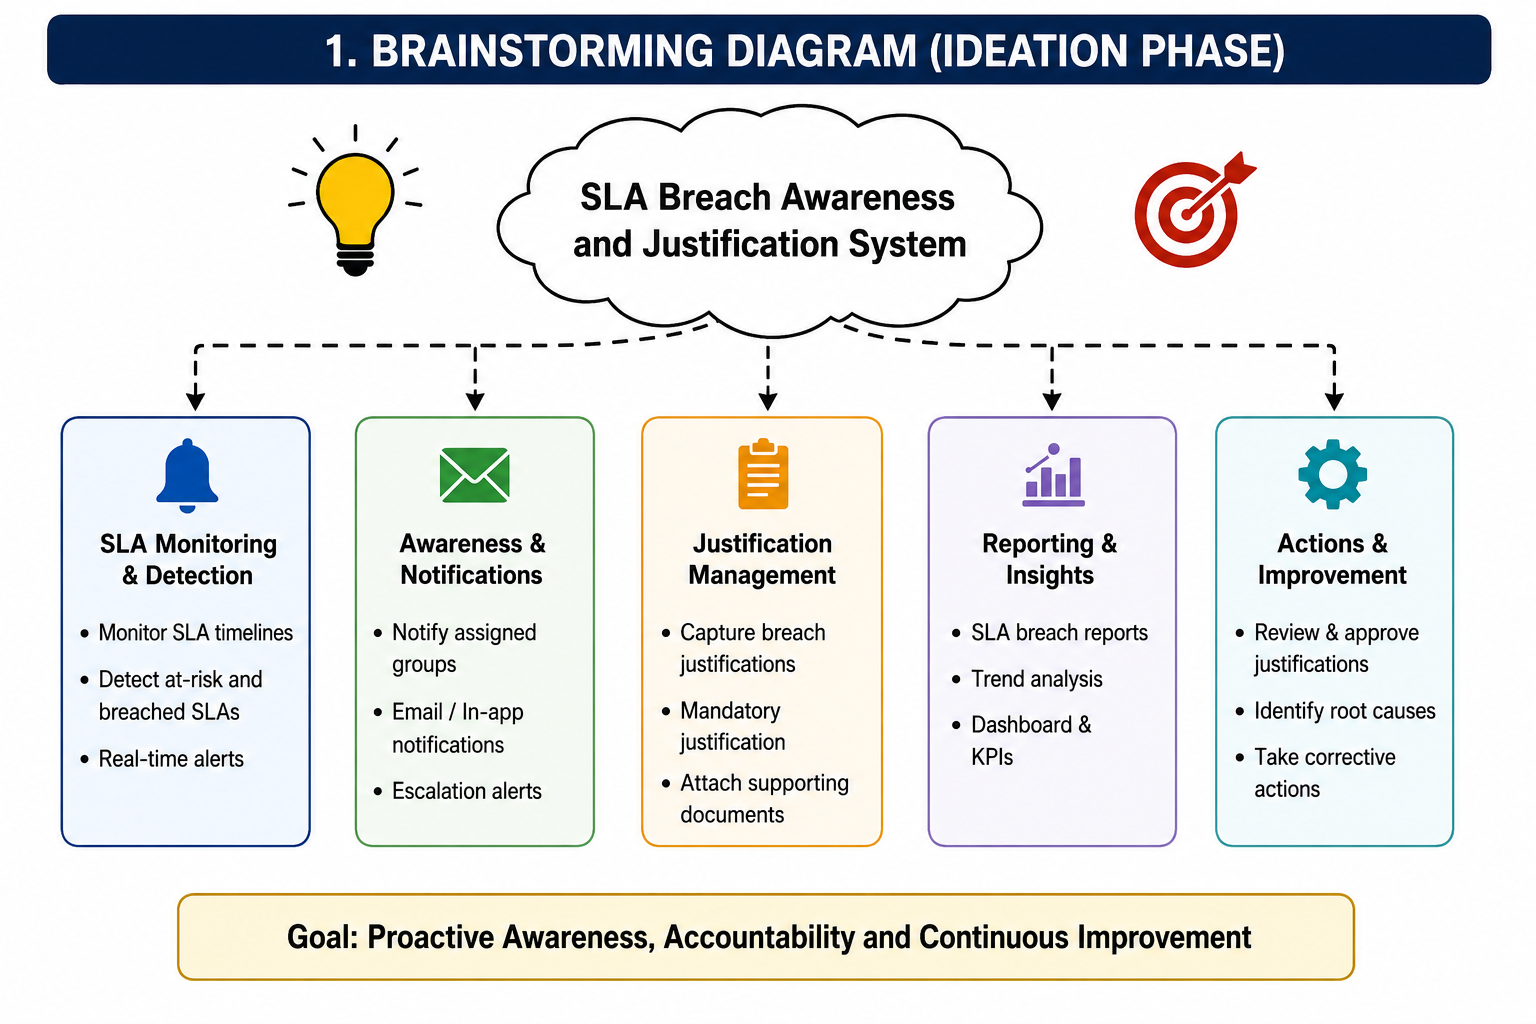 1. BRAINSTORMING DIAGRAM (IDEATION PHASE)
SLA Breach Awareness
and Justification System
SLA Monitoring
& Detection
• Monitor SLA timelines
• Detect at-risk and
breached SLAs
• Real-time alerts
Awareness &
Notifications
• Notify assigned
groups
• Email / In-app
notifications
• Escalation alerts
Justification
Management
• Capture breach
justifications
• Mandatory
justification
• Attach supporting
documents
Reporting &
Insights
• SLA breach reports
• Trend analysis
• Dashboard &
KPIs
Actions &
Improvement
• Review & approve
justifications
• Identify root causes
• Take corrective
actions
Goal: Proactive Awareness, Accountability and Continuous Improvement